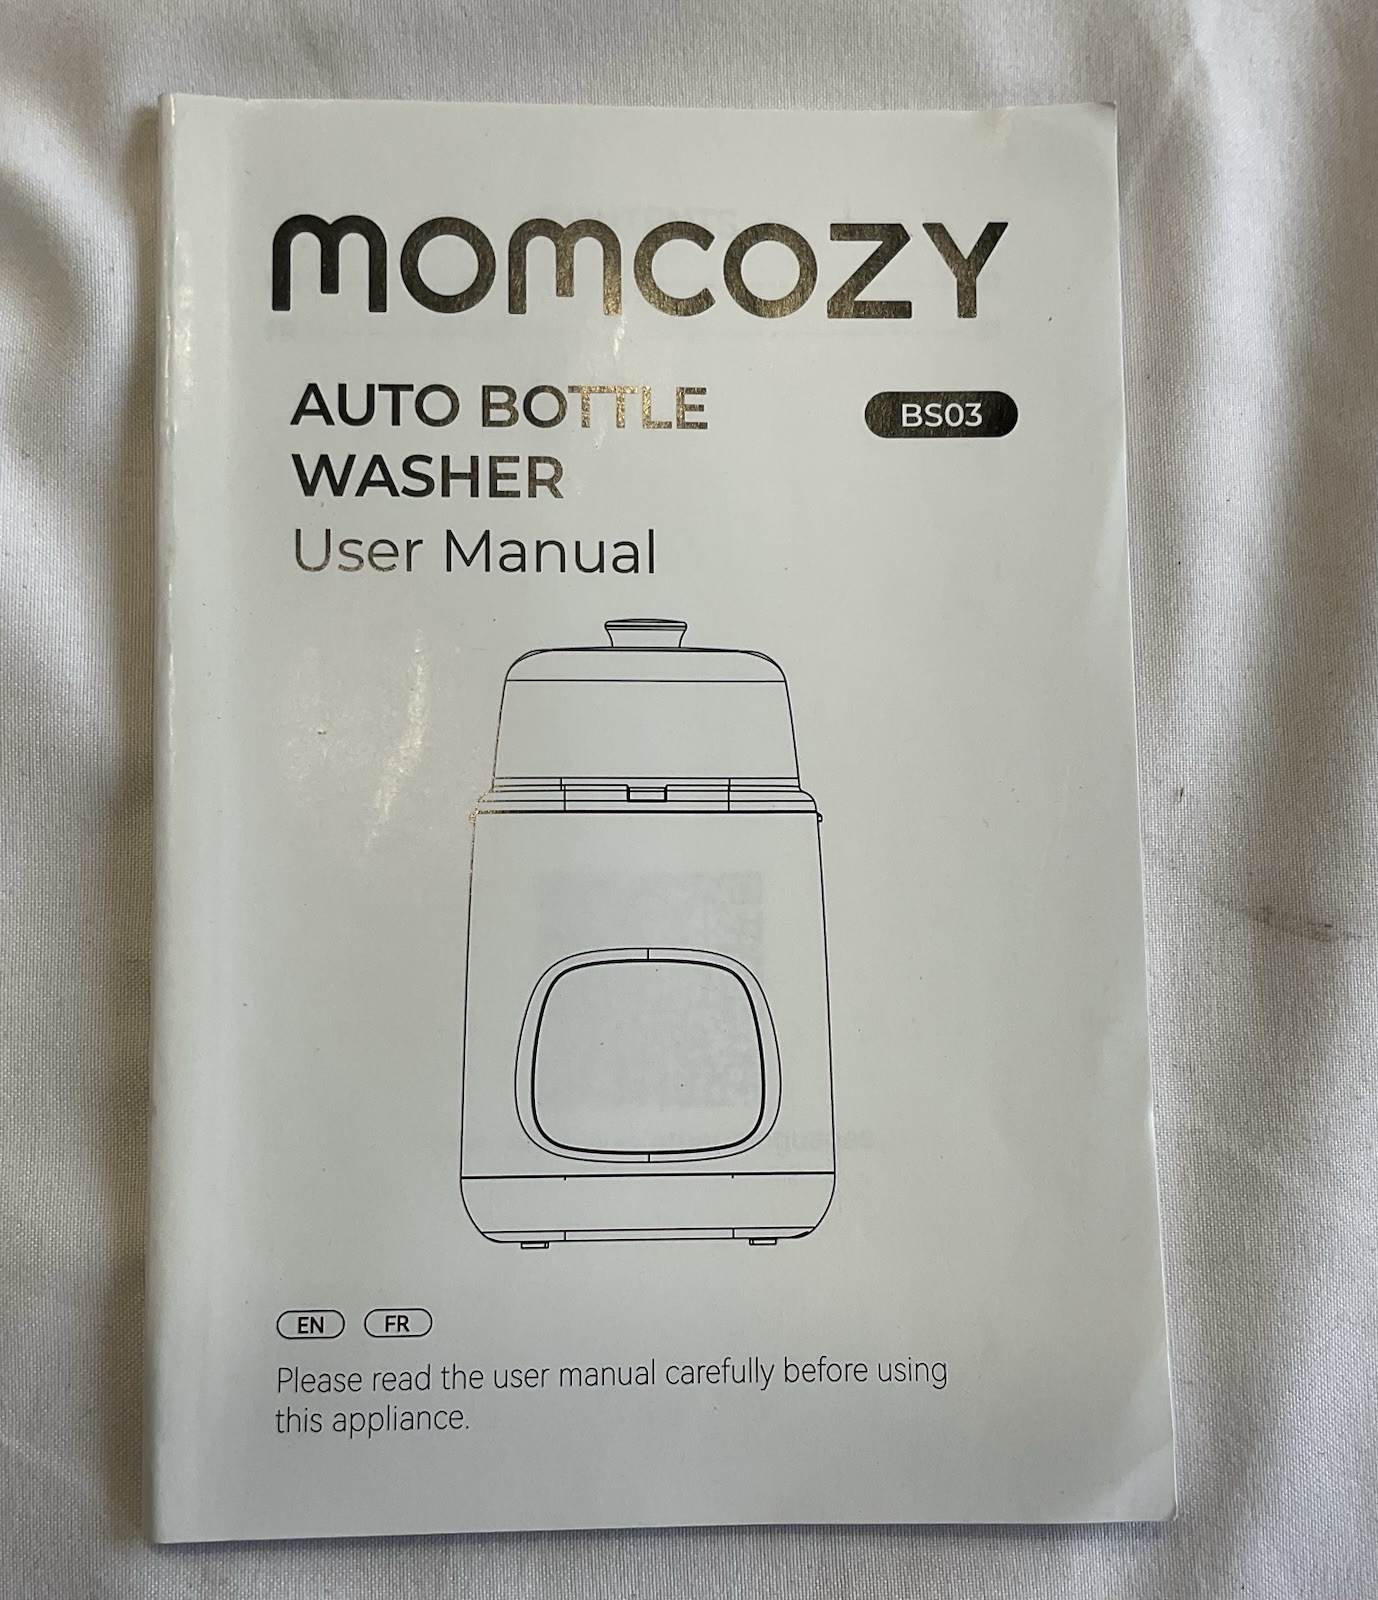 momcozy
AUTO BOTTLE
BS03
WASHER
User Manual
EN FR
Please read the user manual carefully before using
this appliance.